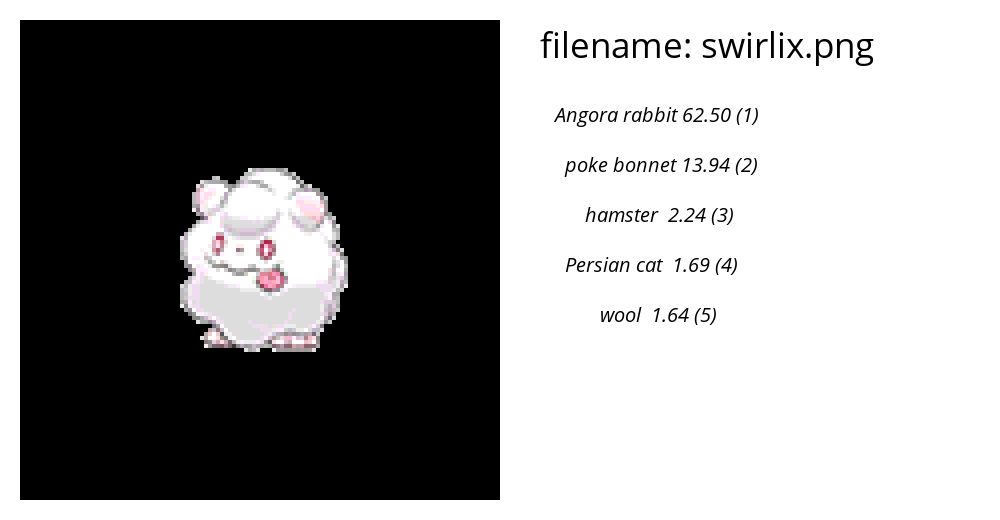 filename: swirlix.png
Angora rabbit 62.50 (1)
poke bonnet 13.94 (2)
hamster 2.24 (3)
Persian cat 1.69 (4)
wool 1.64 (5)